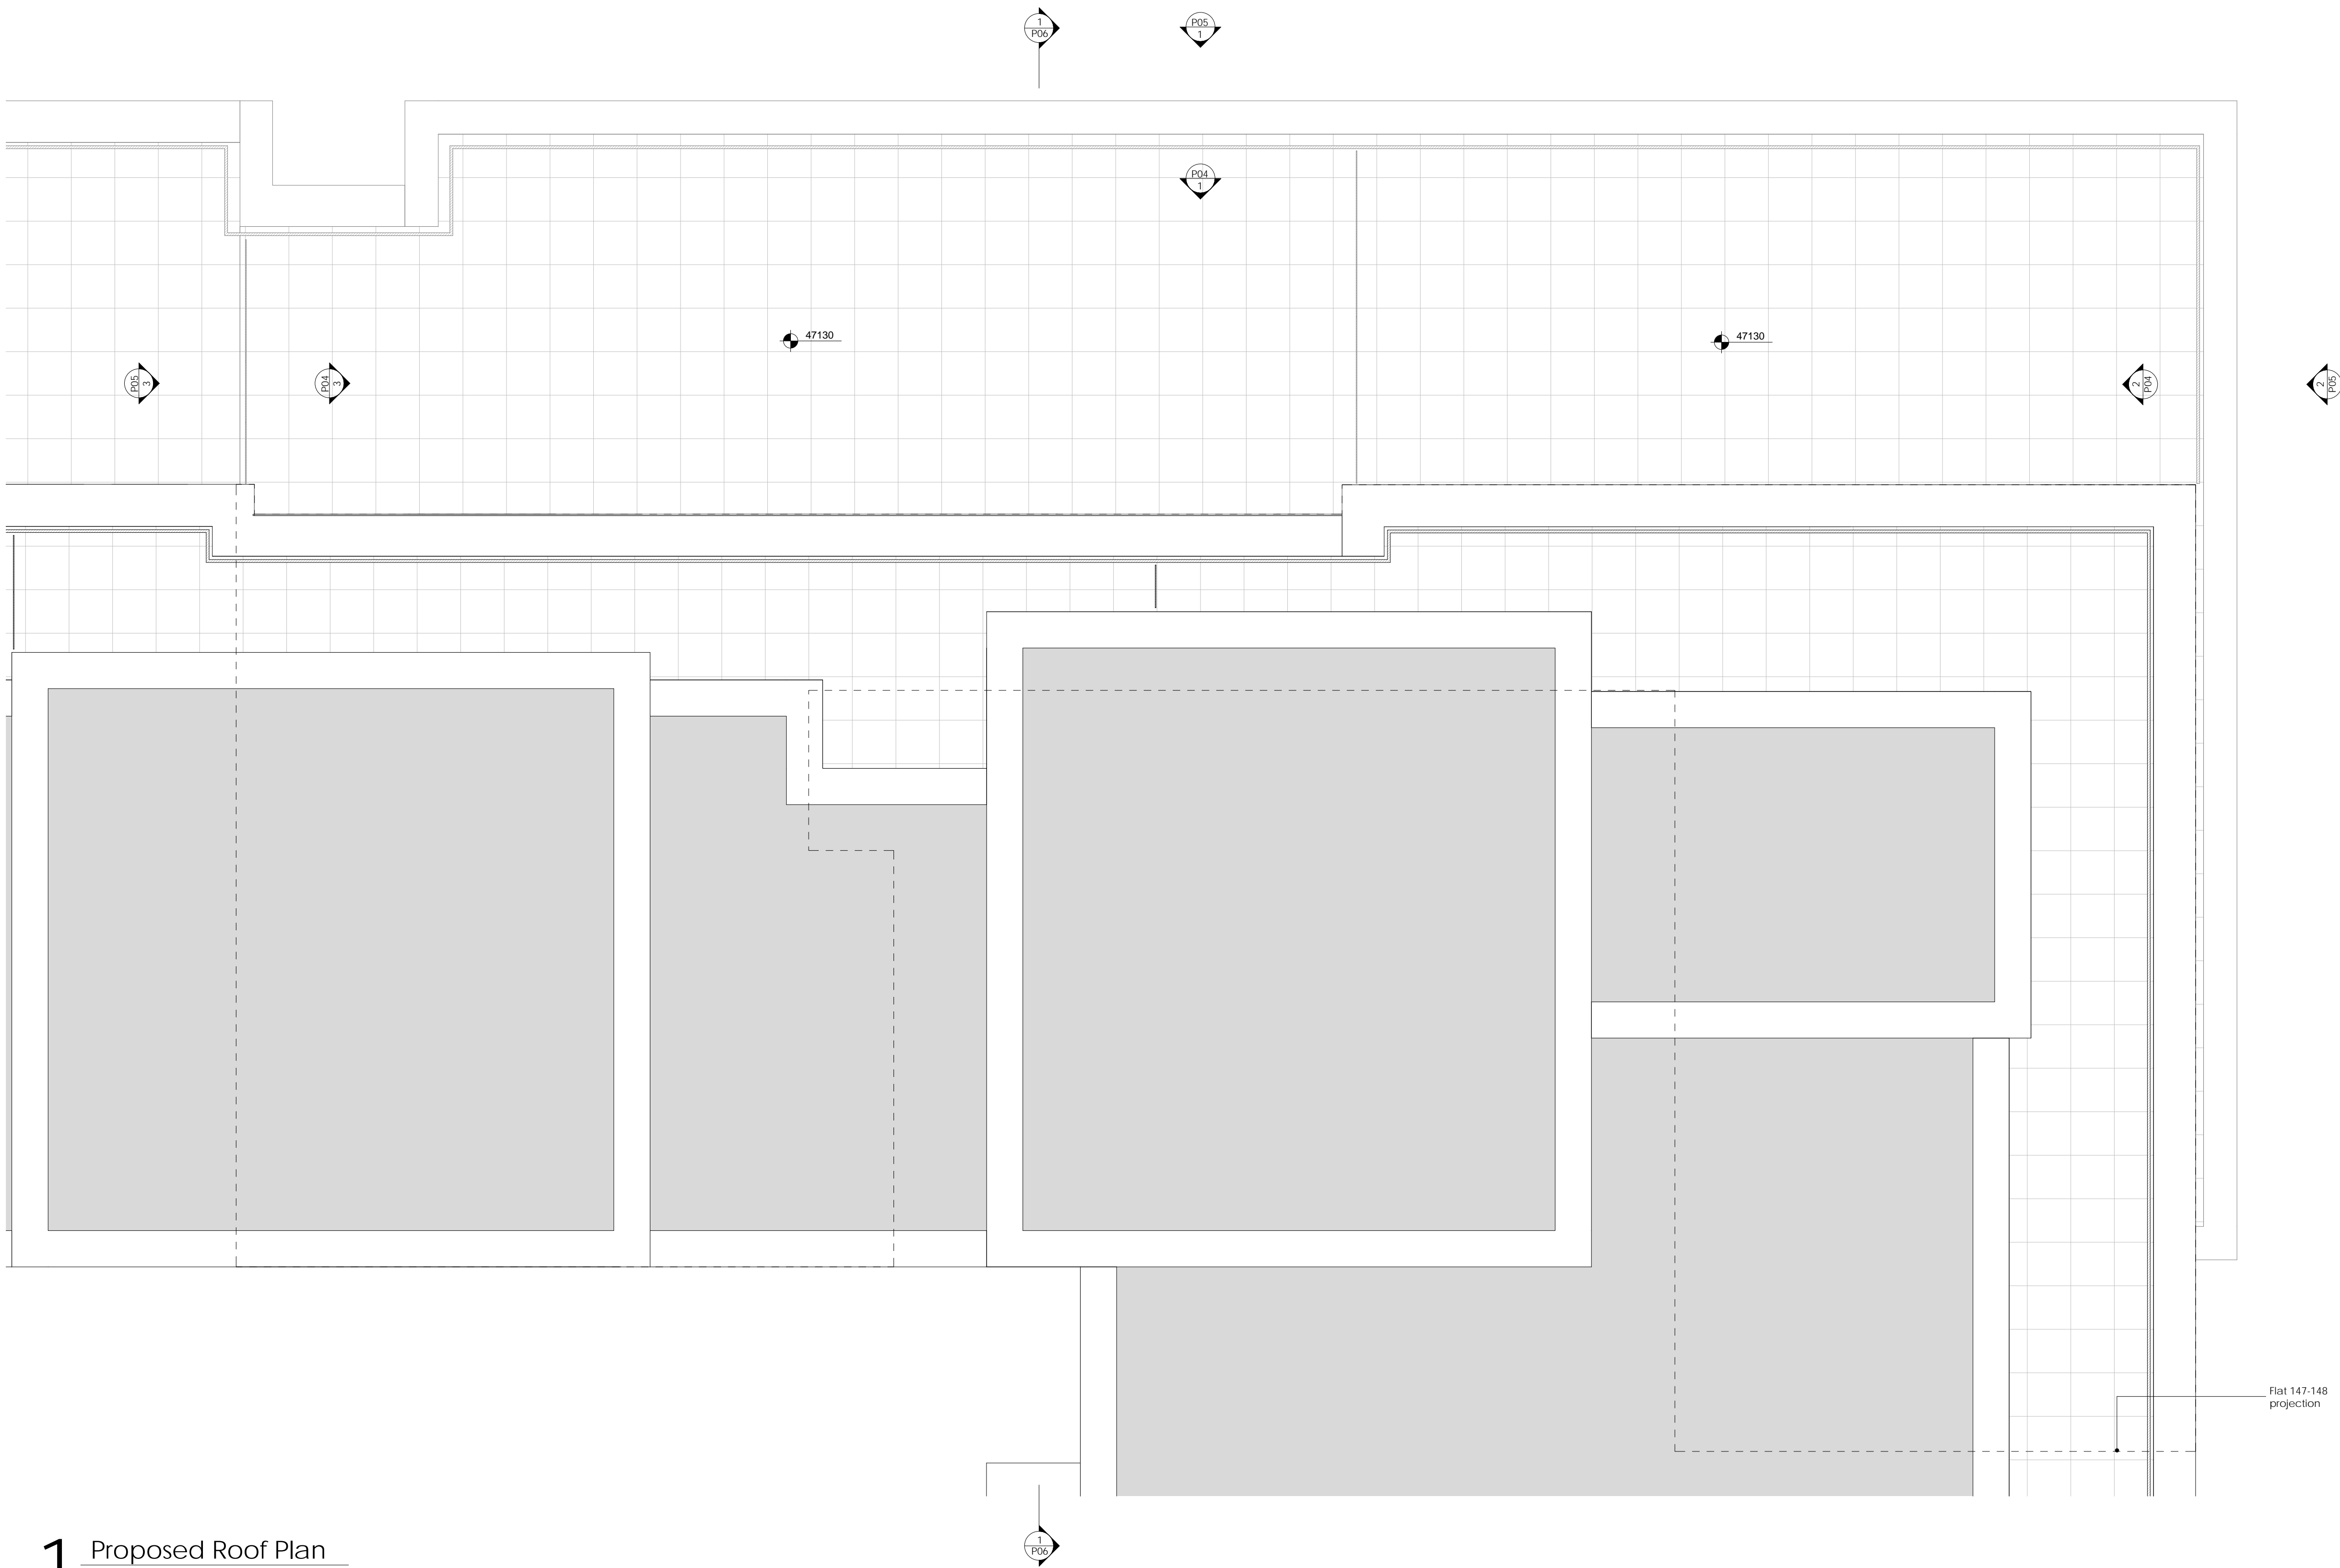 1
P06
P05
1
P04
1
47130
47130
P05
3
P04
3
2
P04
2
P05
Flat 147-148
projection
1
P06
1 Proposed Roof Plan